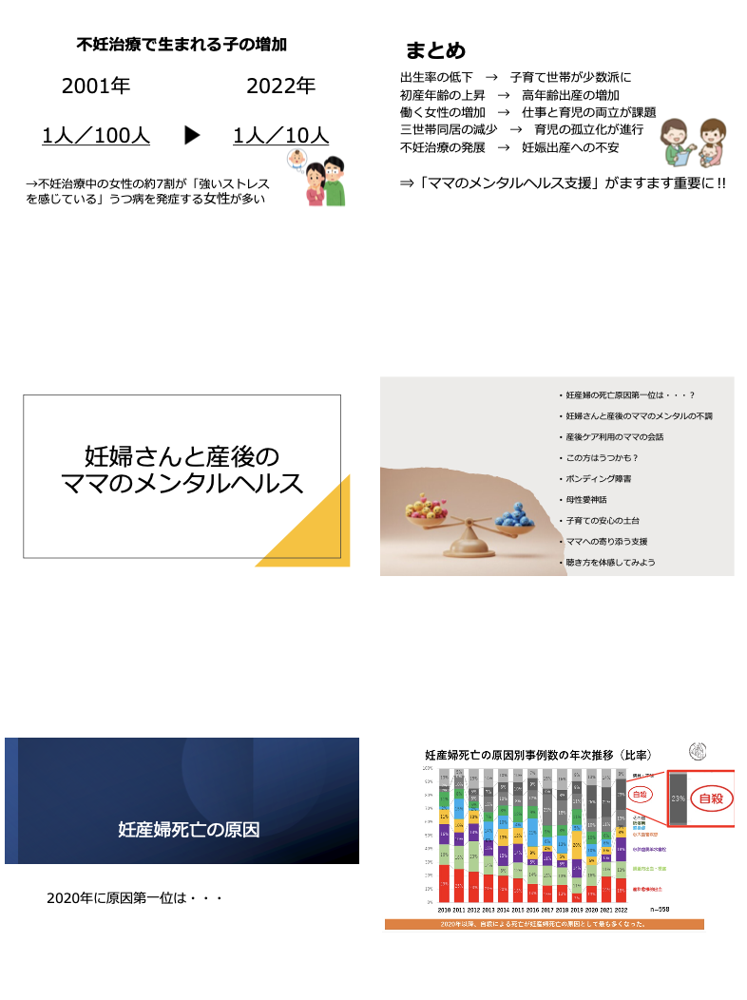 不妊治療で生まれる子の増加
2001年
2022年
1人／100人
▶
1人／10人
→不妊治療中の女性の約7割が「強いストレス
を感じている」うつ病を発症する女性が多い
まとめ
出生率の低下 → 子育て世帯が少数派に
初産年齢の上昇 → 高年齢出産の増加
働く女性の増加 → 仕事と育児の両立が課題
三世帯同居の減少 → 育児の孤立化が進行
不妊治療の発展 → 妊娠出産への不安
⇒「ママのメンタルヘルス支援」がますます重要に!!
妊婦さんと産後の
ママのメンタルヘルス
• 妊産婦の死亡原因第一位は・・・？
• 妊婦さんと産後のママのメンタルの不調
• 産後ケア利用のママの会話
• この方はうつかも？
• ボンディング障害
• 母性愛神話
• 子育ての安心の土台
• ママへの寄り添う支援
• 聴き方を体感してみよう
妊産婦死亡の原因
2020年に原因第一位は・・・
妊産婦死亡の原因別事例数の年次推移（比率）
100%
90%
80%
70%
60%
50%
40%
30%
20%
10%
0%
2010 2011 2012 2013 2014 2015 2016 2017 2018 2019 2020 2021 2022
n=558
自殺
23%
自殺
2020年以降、自殺による死亡が妊産婦死亡の原因として最も多くなった。